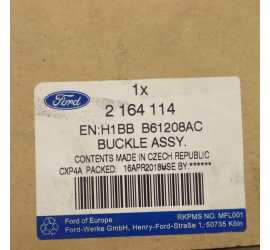 Ford
1x
2 164 114
EN:H1BB B61208AC
BUCKLE ASSY.
CONTENTS MADE IN CZECH REPUBLIC
CXP4A PACKED: 16APR2018USE BY:******
Ford of Europe
RKPMS NO. MFL001
Ford-Werke GmbH, Henry-Ford-Straße 1,·50735 Köln